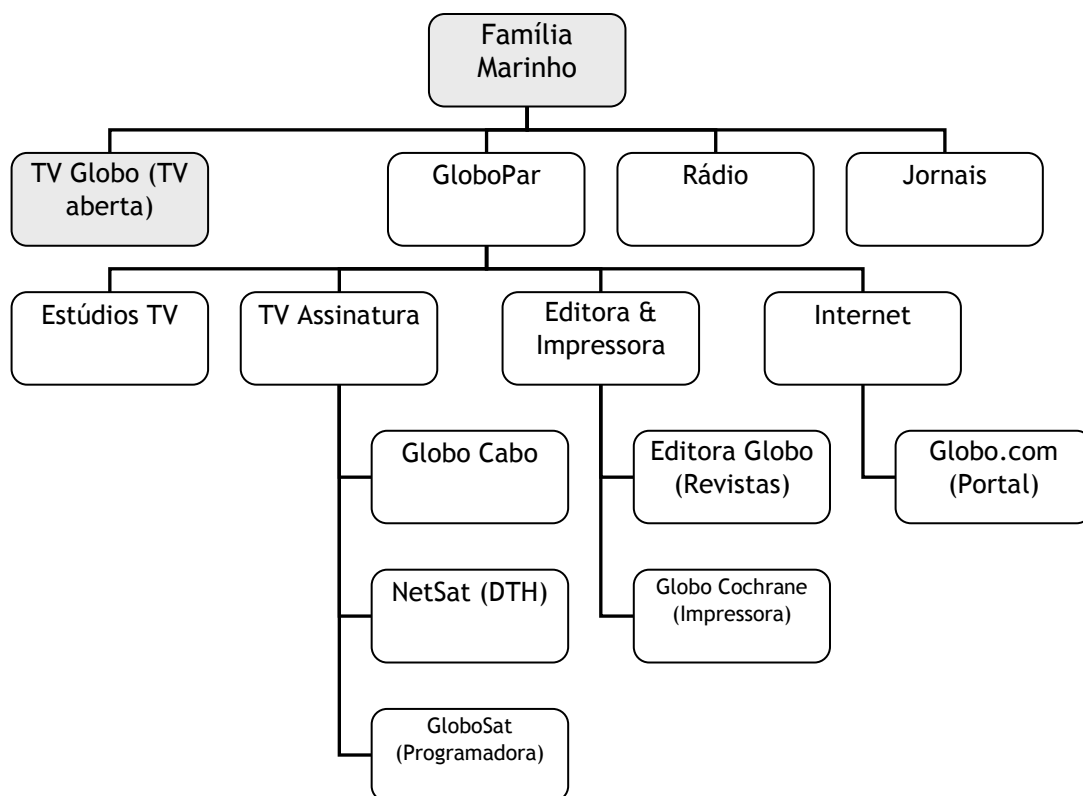 Família
Marinho
TV Globo (TV
aberta)
GloboPar
Rádio
Jornais
Estúdios TV
TV Assinatura
Editora &
Impressora
Internet
Globo Cabo
Editora Globo
(Revistas)
Globo.com
(Portal)
NetSat (DTH)
Globo Cochrane
(Impressora)
GloboSat
(Programadora)